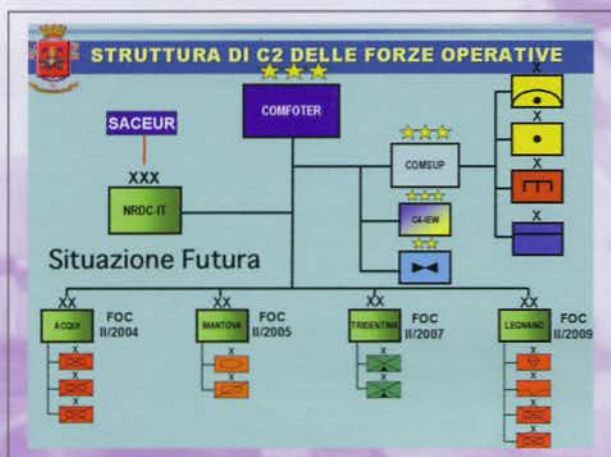 STRUTTURA DI C2 DELLE FORZE OPERATIVE
COMFOTER
SACEUR
XXX
NRDC-IT
COMSUP
X
X
X
X
C4-IEW
Situazione Futura
XX
ACQUI
FOC
II/2004
X
X
X
XX
MANTOVA
FOC
II/2005
X
X
XX
TRIDENTINA
FOC
II/2007
X
X
XX
LEGNANO
FOC
II/2009
X
X
X
X